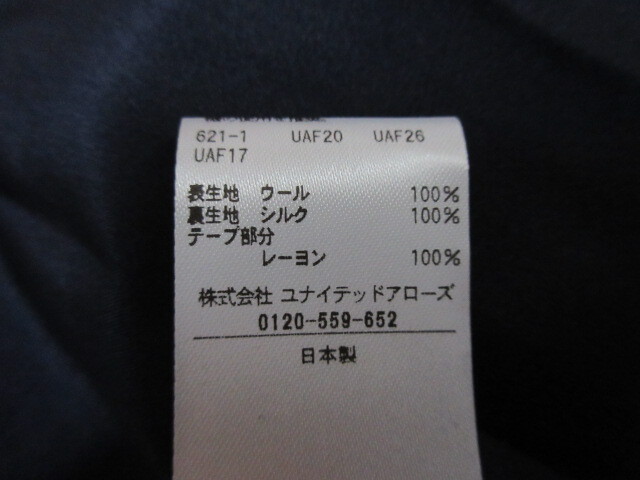 621-1 UAF20 UAF26
UAF17
表生地 ウール 100%
裏生地 シルク 100%
テープ部分
レーヨン 100%
株式会社 ユナイテッドアローズ
0120-559-652
日本製